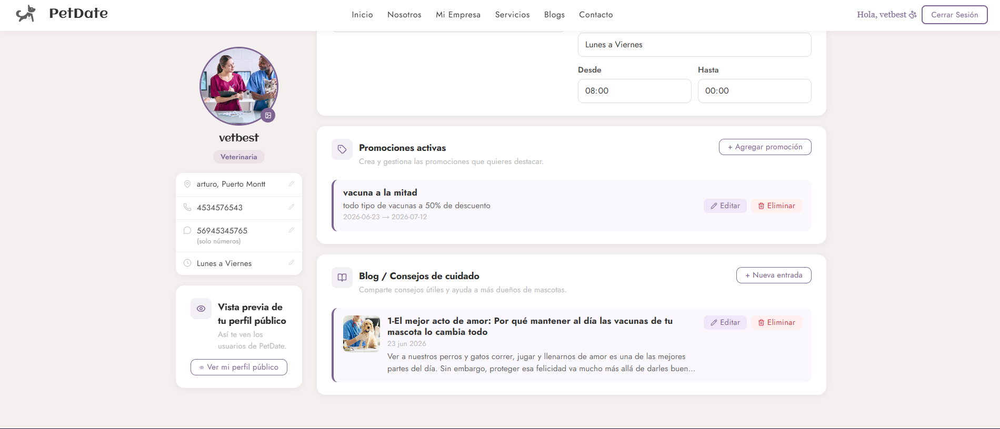 PetDate
Inicio
Nosotros
Mi Empresa
Servicios
Blogs
Contacto
Hola, vetbest
Cerrar Sesión
vetbest
Veterinaria
arturo, Puerto Montt
4534576543
56945345765
(solo números)
Lunes a Viernes
Vista previa de
tu perfil público
Así te ven los
usuarios de PetDate.
Ver mi perfil público
Lunes a Viernes
Desde
Hasta
08:00
00:00
Promociones activas
Crea y gestiona las promociones que quieres destacar.
+ Agregar promoción
vacuna a la mitad
todo tipo de vacunas a 50% de descuento
2026-06-23 → 2026-07-12
Editar
Eliminar
Blog / Consejos de cuidado
Comparte consejos útiles y ayuda a más dueños de mascotas.
+ Nueva entrada
1-El mejor acto de amor: Por qué mantener al día las vacunas de tu
mascota lo cambia todo
23 jun 2026
Ver a nuestros perros y gatos correr, jugar y llenarnos de amor es una de las mejores
partes del día. Sin embargo, proteger esa felicidad va mucho más allá de darles buen...
Editar
Eliminar